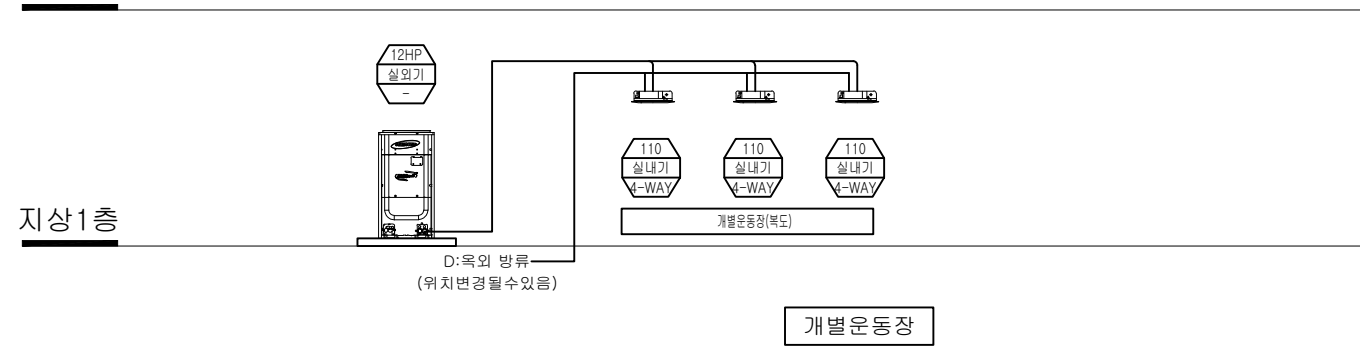 12HP
실외기
-
110
실내기
4-WAY
110
실내기
4-WAY
110
실내기
4-WAY
개별운동장(복도)
지상1층
D:옥외 방류
(위치변경될수있음)
개별운동장